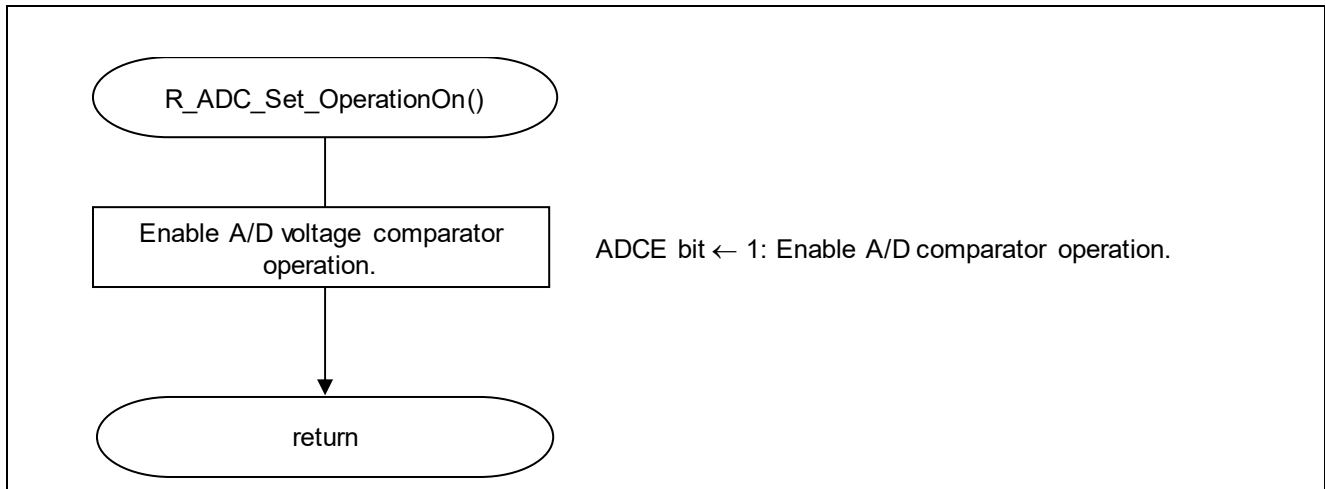 R_ADC_Set_OperationOn()
Enable A/D voltage comparator
operation.
ADCE bit ← 1: Enable A/D comparator operation.
return